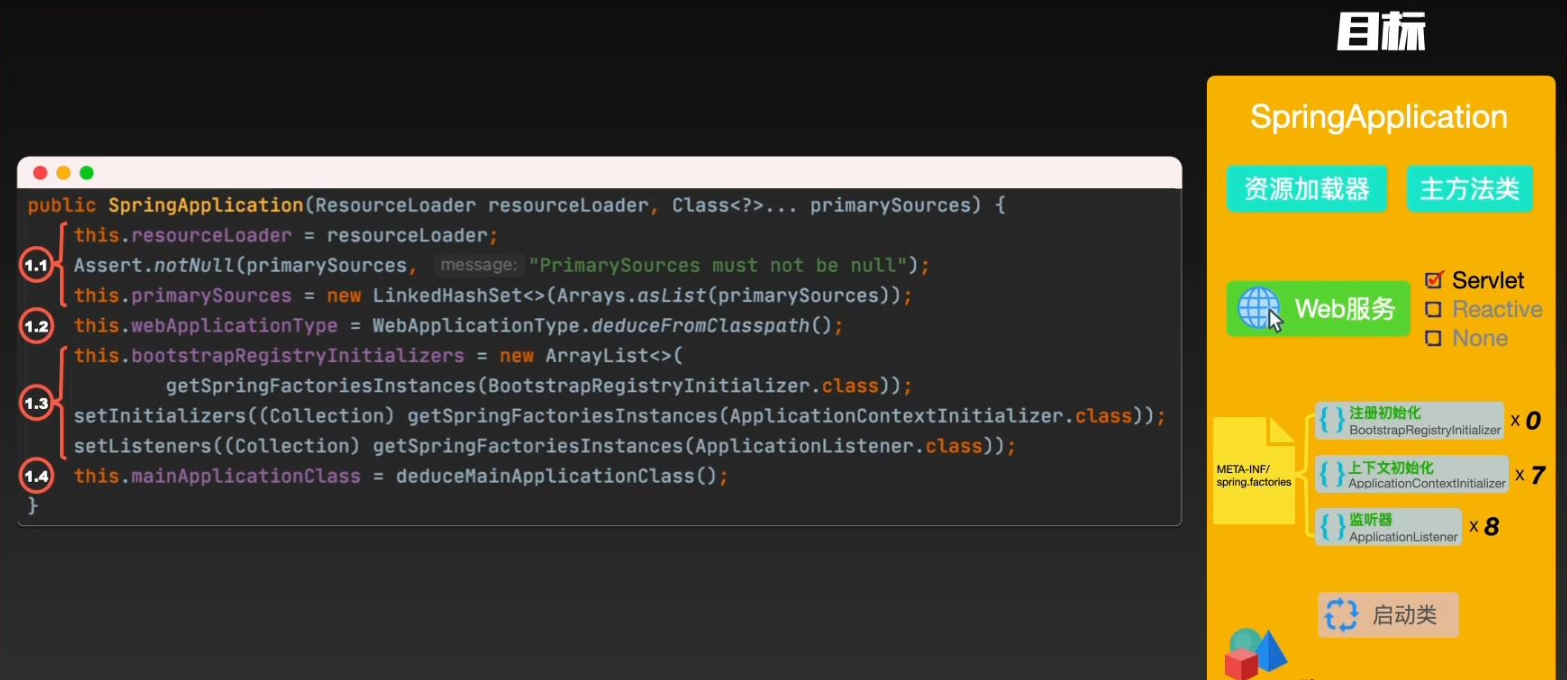 目标
SpringApplication
资源加载器
主方法类
Web服务
Servlet
Reactive
None
META-INF/
spring.factories
注册初始化
BootstrapRegistryInitializer
x 0
上下文初始化
ApplicationContextInitializer
x 7
监听器
ApplicationListener
x 8
启动类
public SpringApplication(ResourceLoader resourceLoader, Class<?>... primarySources) {
this.resourceLoader = resourceLoader;
1.1 Assert.notNull(primarySources, message: "PrimarySources must not be null");
this.primarySources = new LinkedHashSet<>(Arrays.asList(primarySources));
1.2 this.webApplicationType = WebApplicationType.deduceFromClasspath();
this.bootstrapRegistryInitializers = new ArrayList<>(
1.3
getSpringFactoriesInstances(BootstrapRegistryInitializer.class));
setInitializers((Collection) getSpringFactoriesInstances(ApplicationContextInitializer.class));
setListeners((Collection) getSpringFactoriesInstances(ApplicationListener.class));
1.4 this.mainApplicationClass = deduceMainApplicationClass();
}